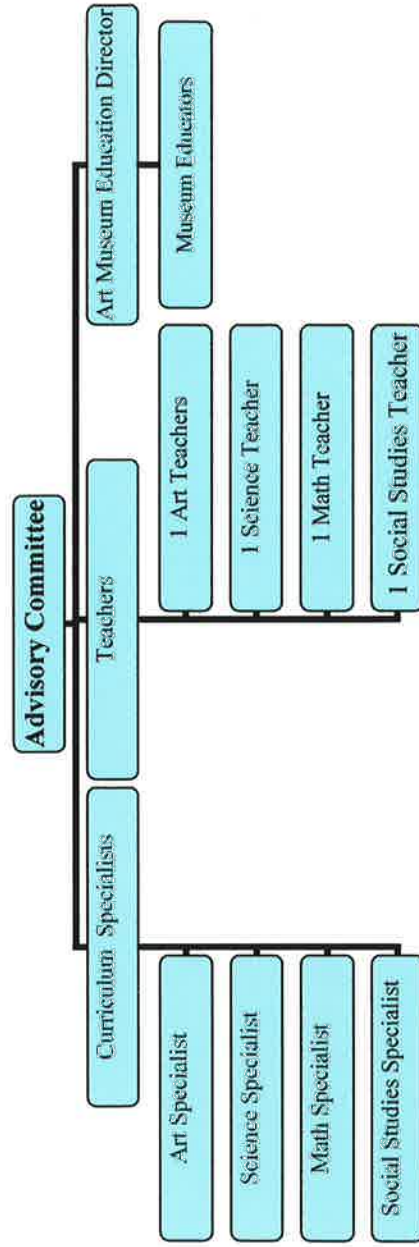 Advisory Committee
Curriculum Specialists
Teachers
Art Museum Education Director
Art Specialist
Science Specialist
Math Specialist
Social Studies Specialist
1 Art Teachers
1 Science Teacher
1 Math Teacher
1 Social Studies Teacher
Museum Educators